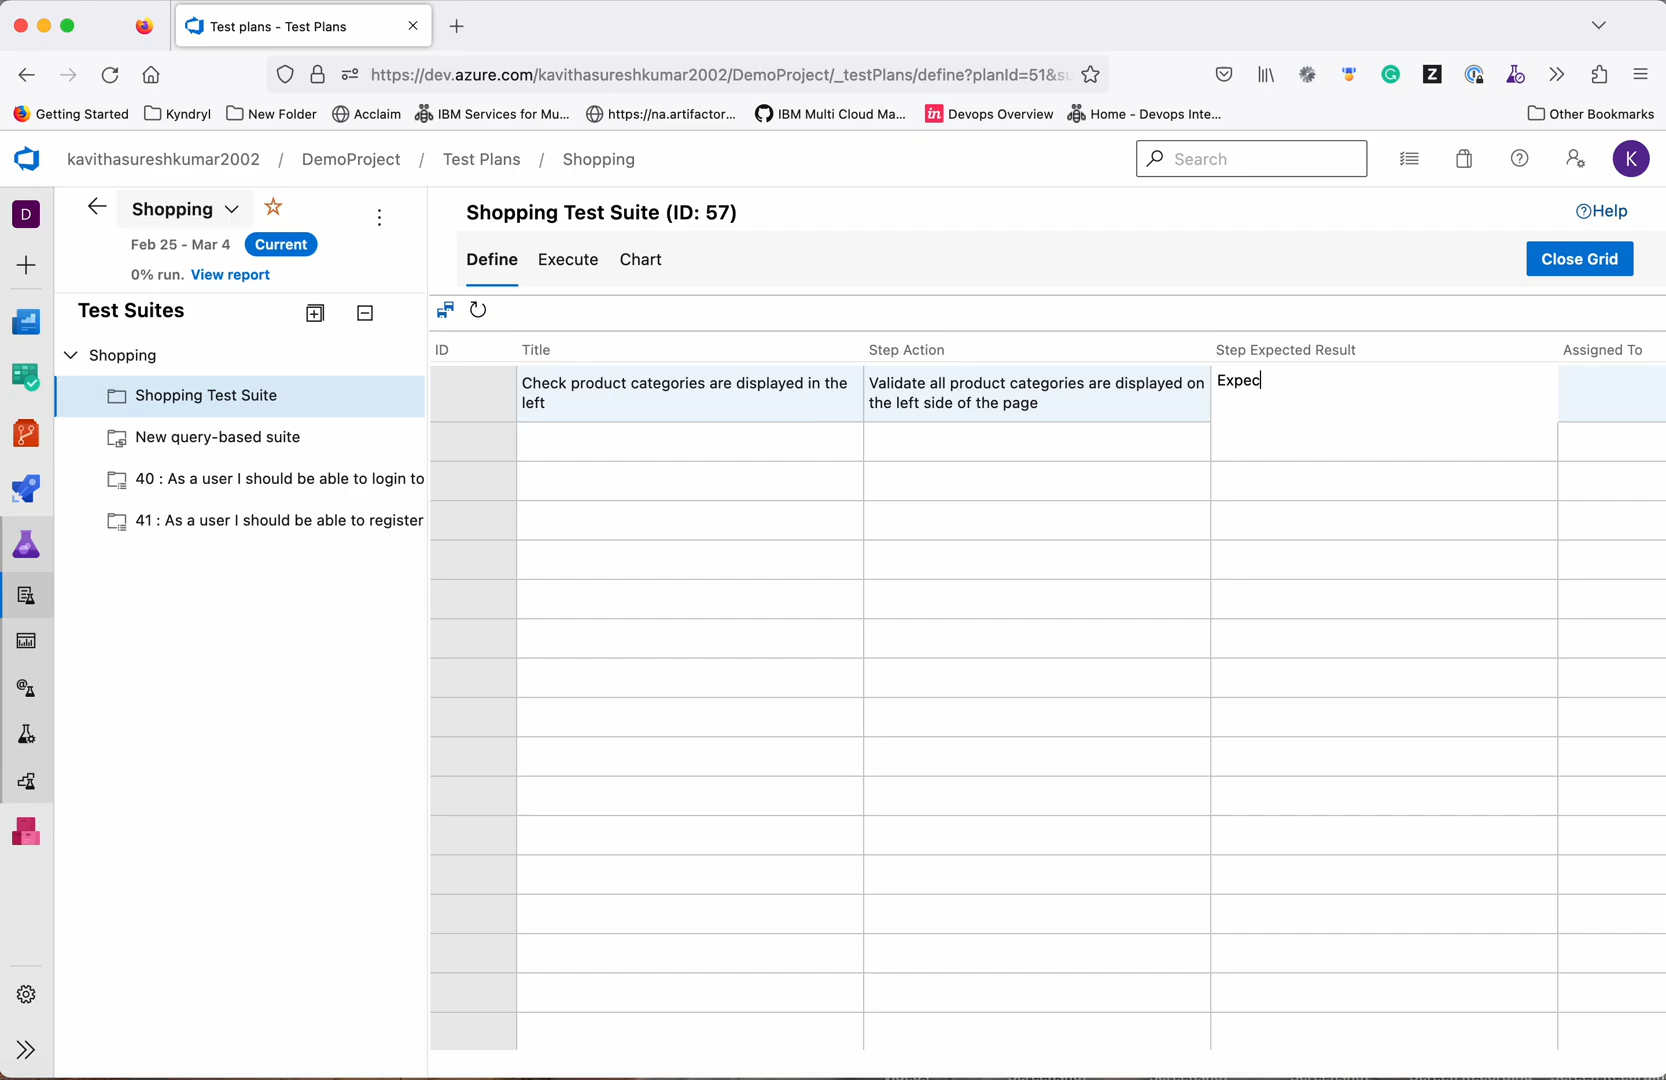 Test plans - Test Plans
https://dev.azure.com/kavithasureshkumar2002/DemoProject/_testPlans/define?planId=51&su
Getting Started
Kyndryl
New Folder
Acclaim
IBM Services for Mu...
https://na.artifactor...
IBM Multi Cloud Ma...
in
Devops Overview
Home - Devops Inte...
Other Bookmarks
kavithasureshkumar2002 / DemoProject / Test Plans / Shopping
Search
K
D
Shopping
Feb 25 - Mar 4
Current
0% run. View report
Test Suites
Shopping
Shopping Test Suite
New query-based suite
40 : As a user I should be able to login to
41 : As a user I should be able to register
Shopping Test Suite (ID: 57)
Help
Define
Execute
Chart
Close Grid
ID
Title
Step Action
Step Expected Result
Assigned To
Check product categories are displayed in the
left
Validate all product categories are displayed on
the left side of the page
Expec